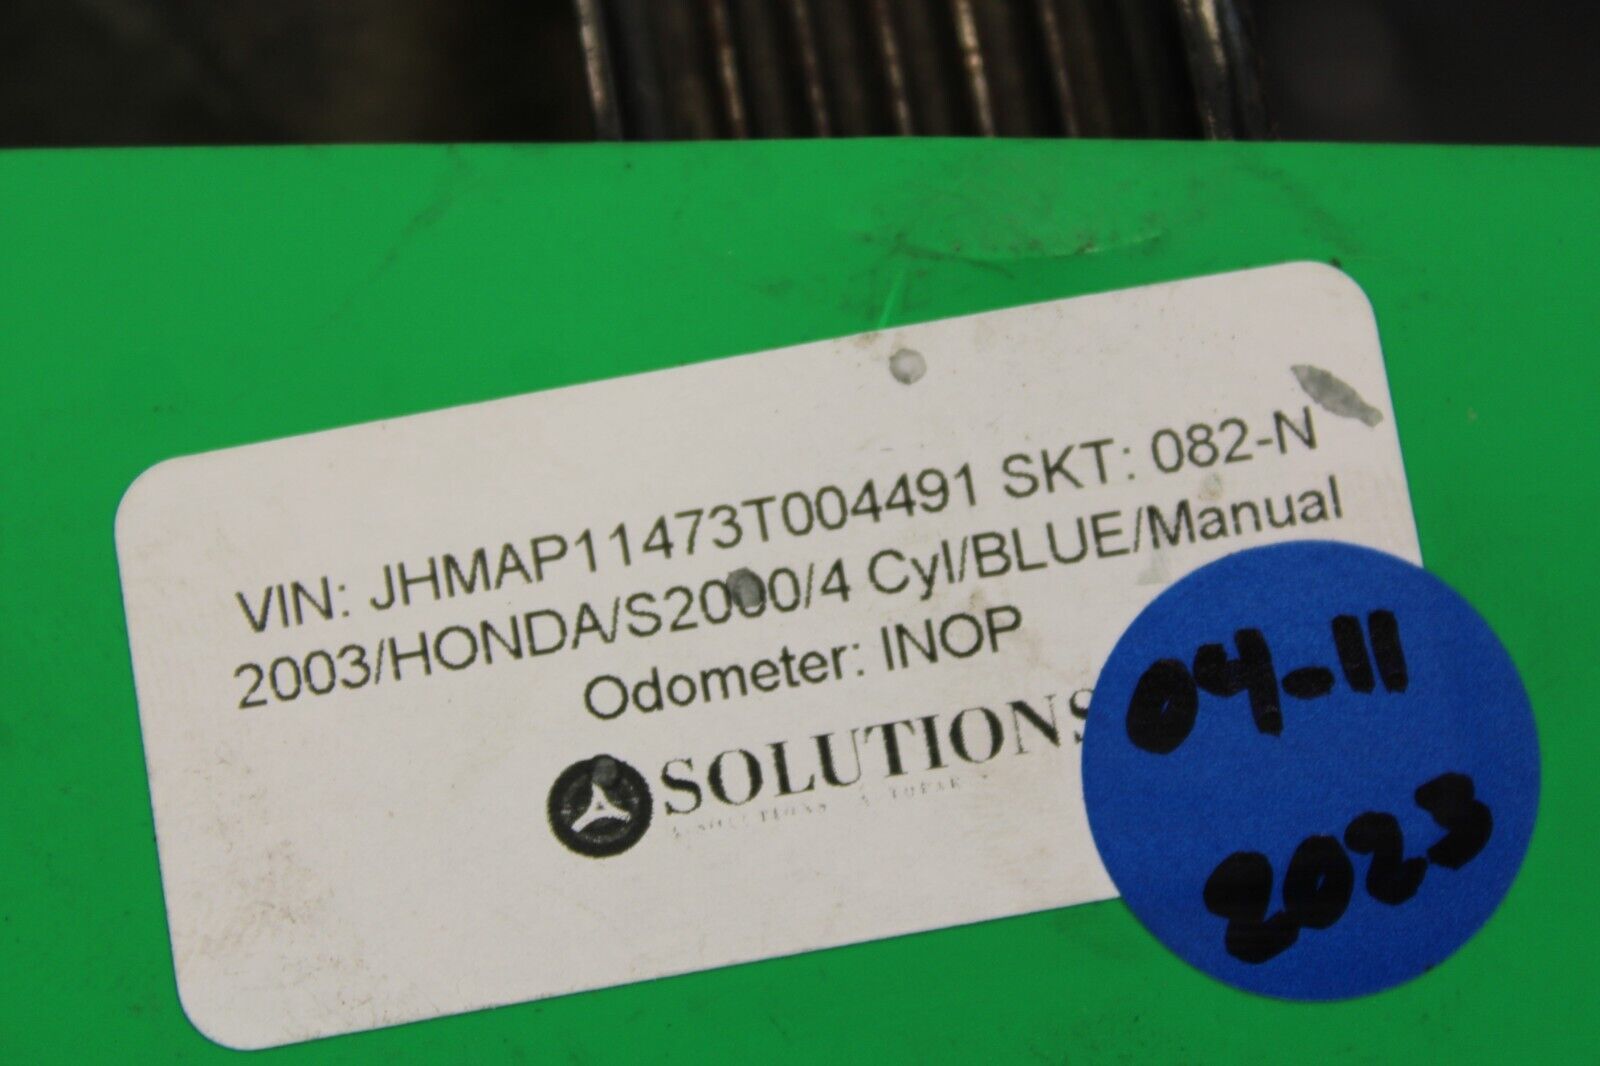 VIN: JHMAP11473T004491 SKT: 082-N
2003/HONDA/S2000/4 Cyl/BLUE/Manual
Odometer: INOP
SOLUTIONS
04-11
2023